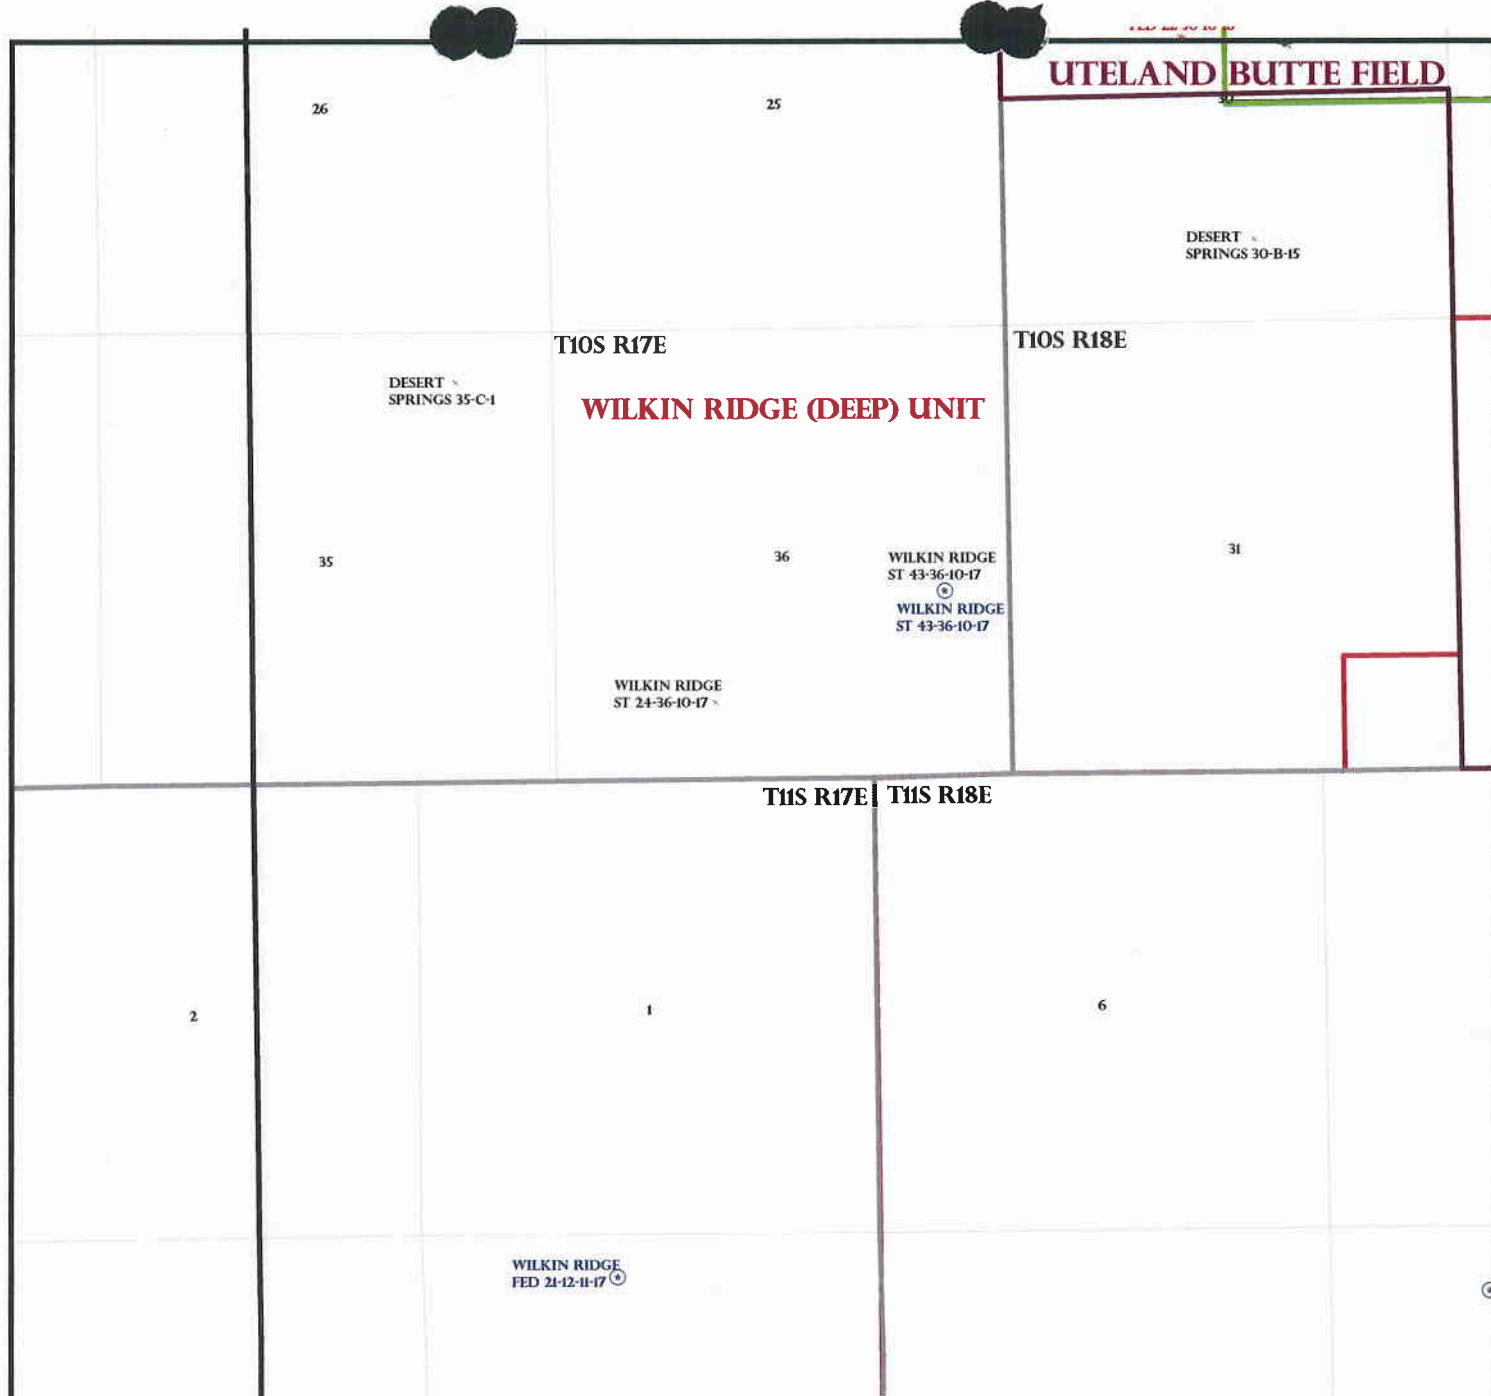 UTELAND BUTTE FIELD
26
25
30
DESERT
SPRINGS 30-B-15
T10S R17E
T10S R18E
DESERT
SPRINGS 35-C-1
WILKIN RIDGE (DEEP) UNIT
35
36
31
WILKIN RIDGE
ST 43-36-10-17
WILKIN RIDGE
ST 43-36-10-17
WILKIN RIDGE
ST 24-36-10-17
T11S R17E
T11S R18E
2
1
6
WILKIN RIDGE
FED 21-12-11-17